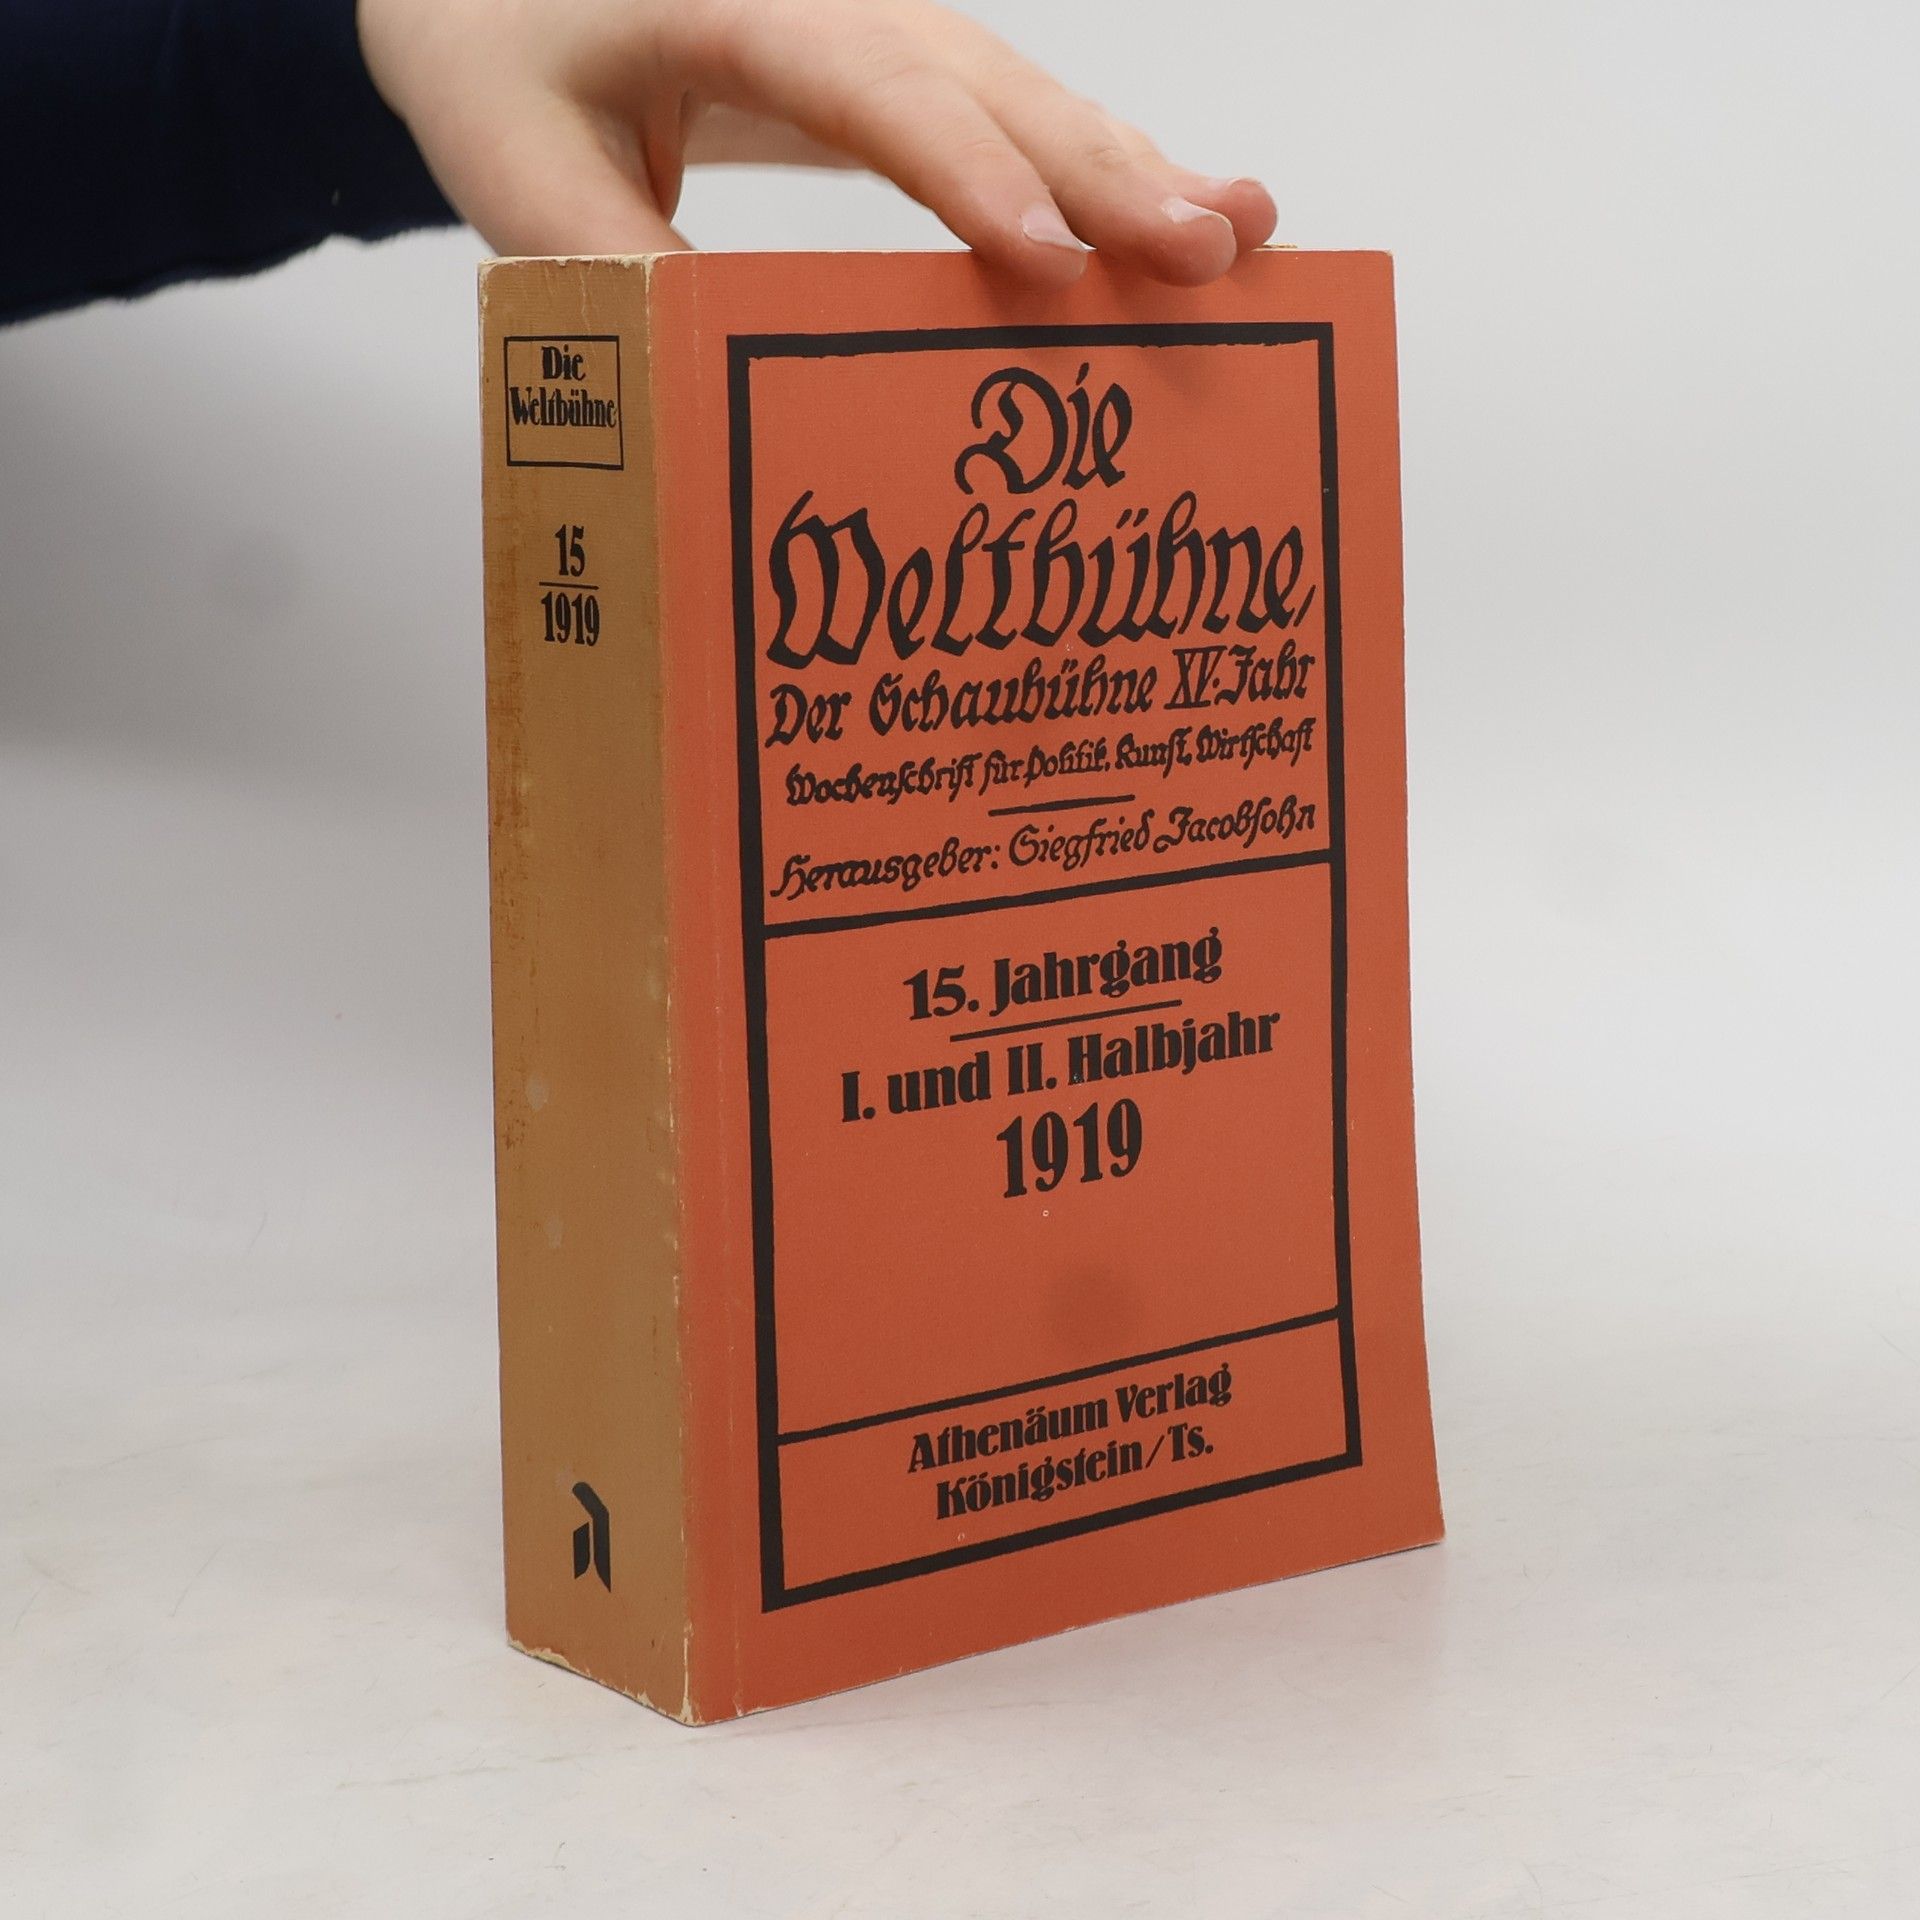 Die
Weltbühne
15
1919
Die
Weltbühne,
Der Schaubühne XV. Jahr
Wochenschrift für Politik, Kunst, Wirtschaft
Herausgeber: Siegfried Jacobsohn
15. Jahrgang
I. und II. Halbjahr
1919
Athenäum Verlag
Königstein/Ts.